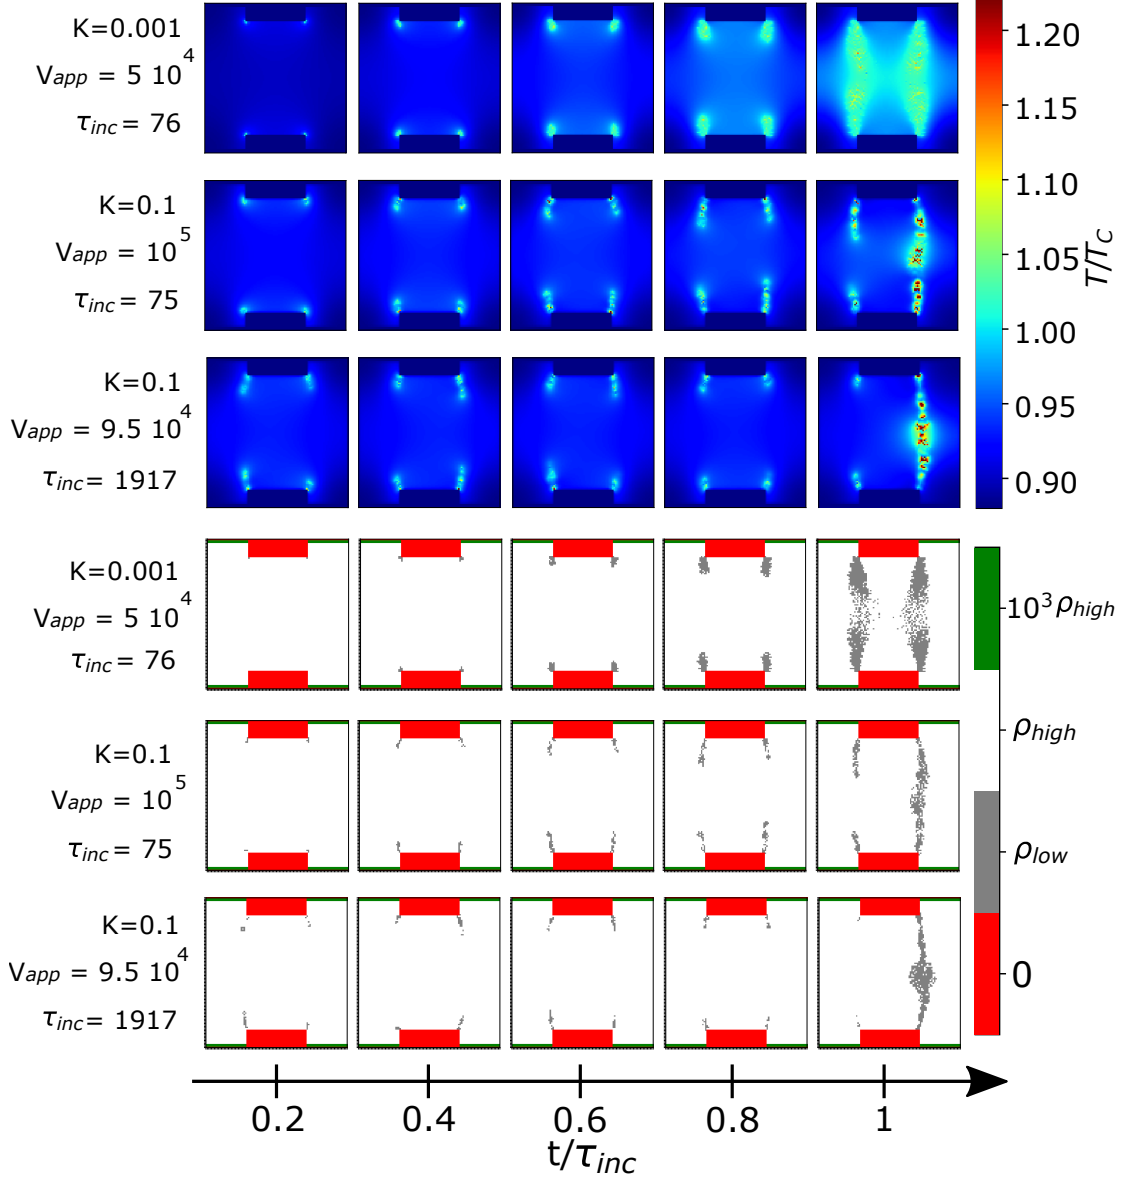 K=0.001
Vapp = 5 10^4
τinc = 76
K=0.1
Vapp = 10^5
τinc = 75
K=0.1
Vapp = 9.5 10^4
τinc = 1917
1.20
1.15
1.10
1.05
1.00
0.95
0.90
T/TC
K=0.001
Vapp = 5 10^4
τinc = 76
K=0.1
Vapp = 10^5
τinc = 75
K=0.1
Vapp = 9.5 10^4
τinc = 1917
10^3 ρhigh
ρhigh
ρlow
0
0.2 0.4 0.6 0.8 1
t/τinc